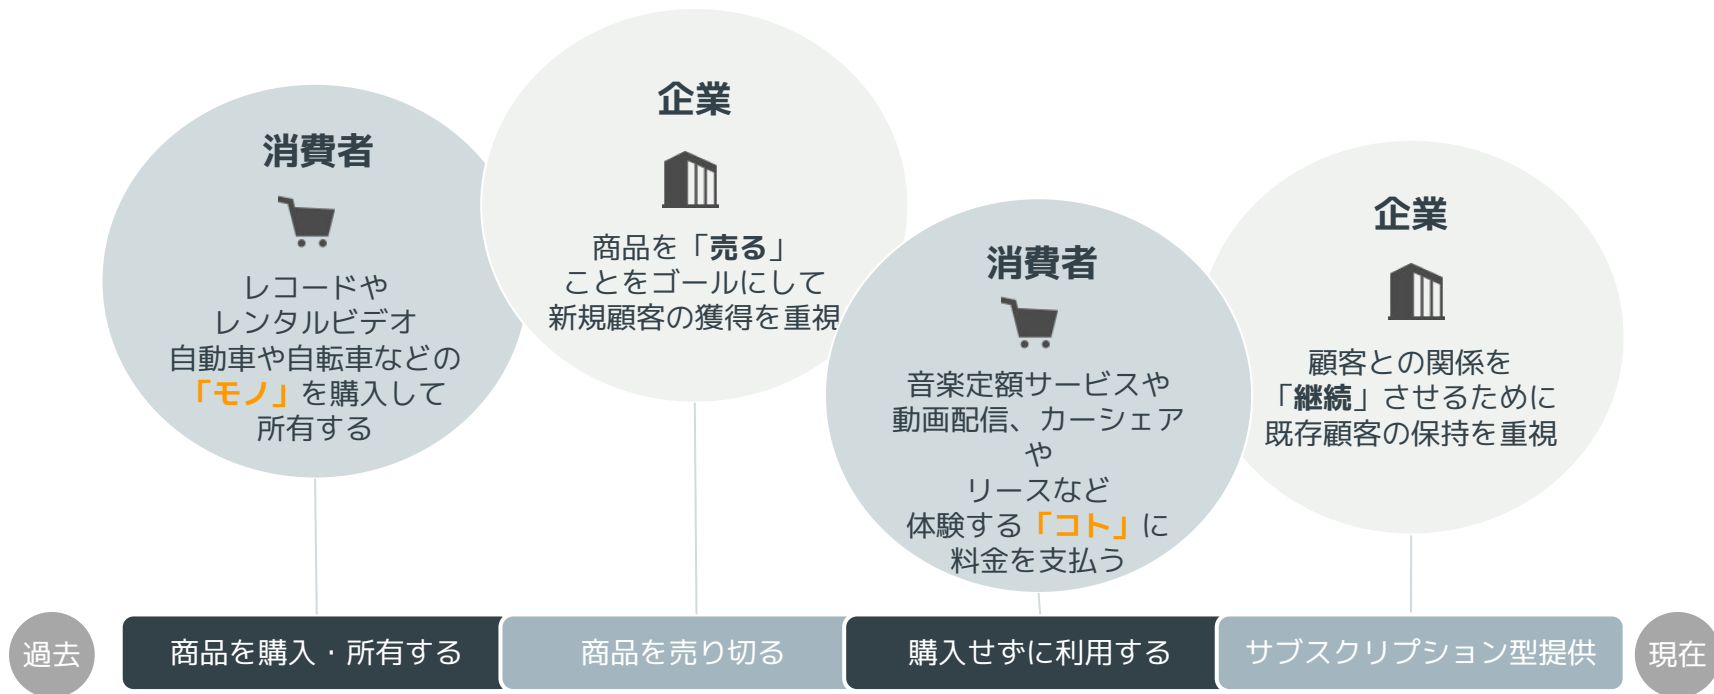 消費者
レコードや
レンタルビデオ
自動車や自転車などの
「モノ」を購入して
所有する
企業
商品を「売る」
ことをゴールにして
新規顧客の獲得を重視
消費者
音楽定額サービスや
動画配信、カーシェア
や
リースなど
体験する「コト」に
料金を支払う
企業
顧客との関係を
「継続」させるために
既存顧客の保持を重視
過去
商品を購入・所有する
商品を売り切る
購入せずに利用する
サブスクリプション型提供
現在